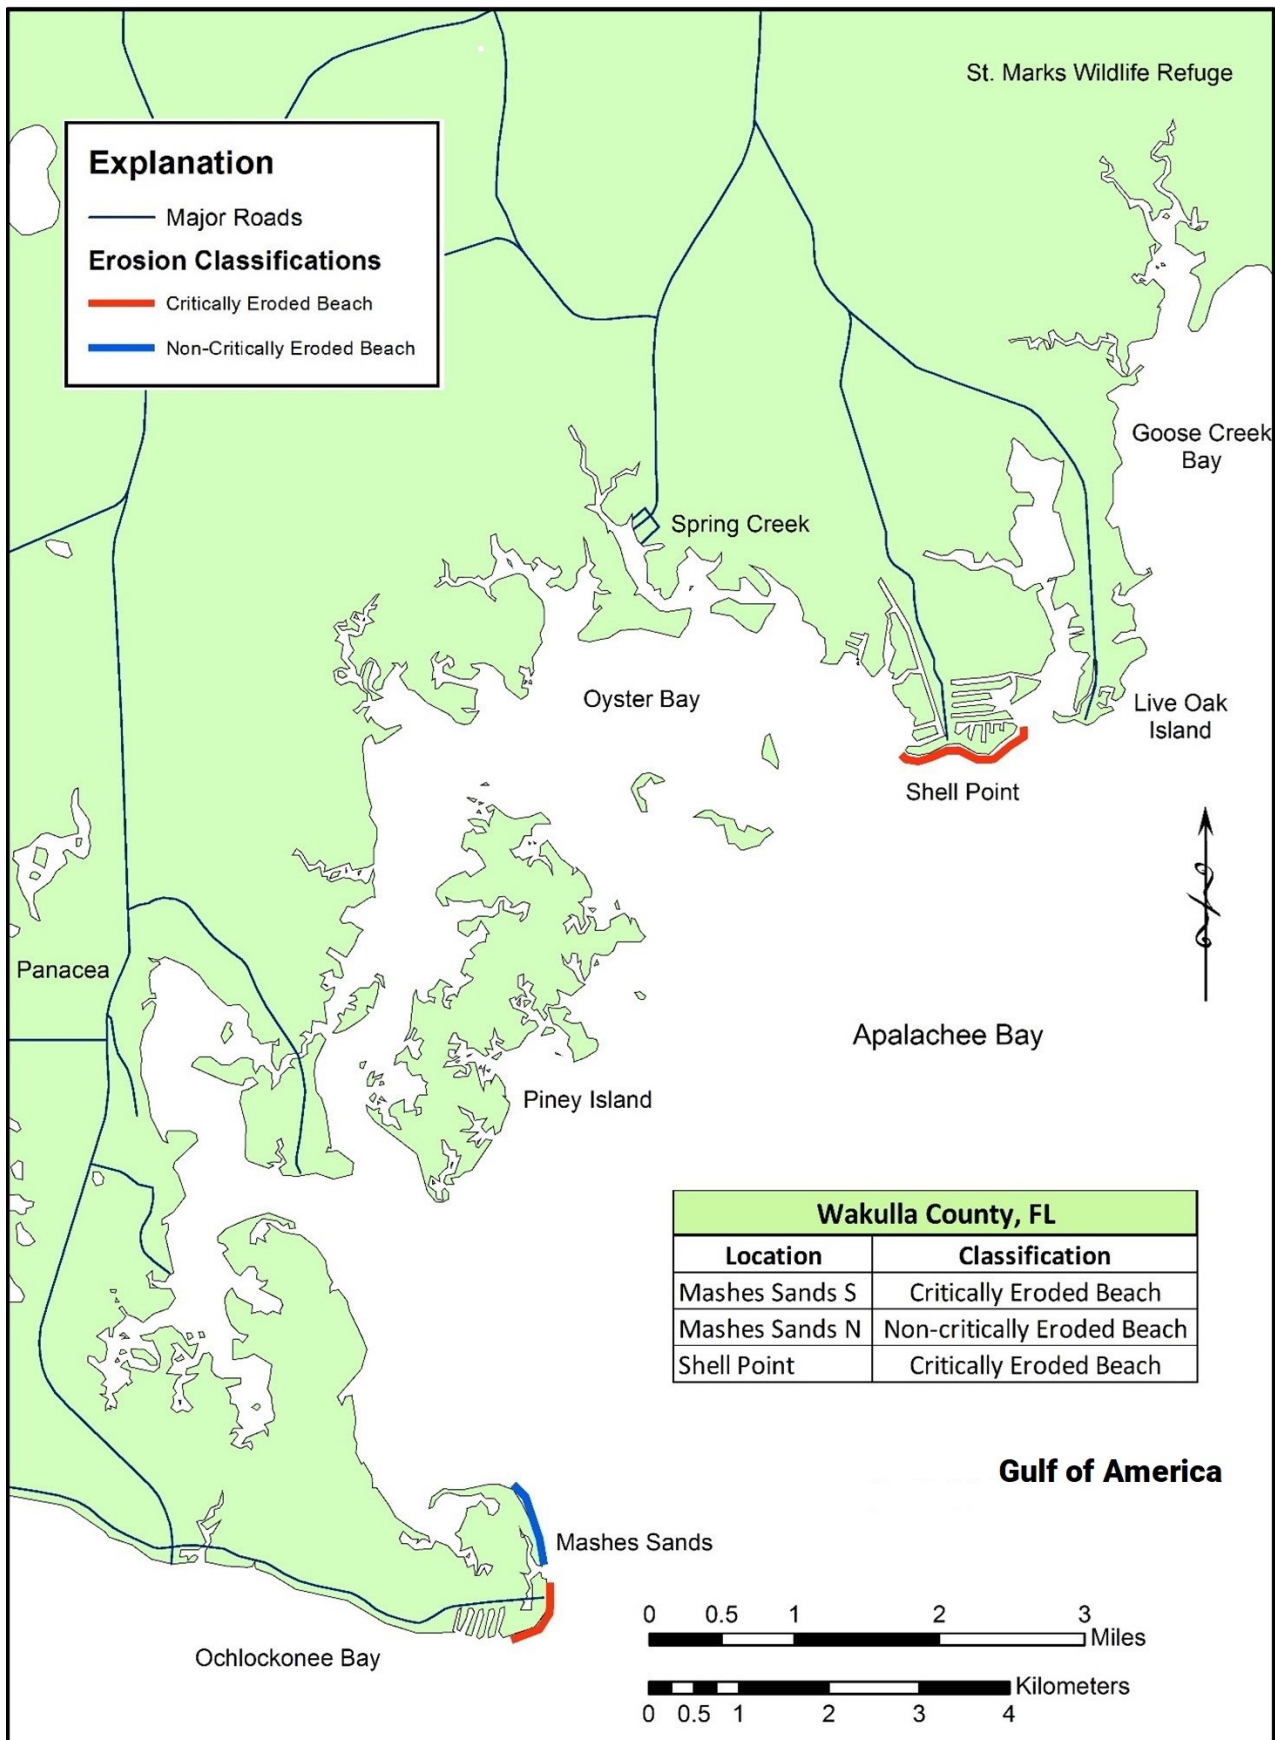 St. Marks Wildlife Refuge
Explanation
Major Roads
Erosion Classifications
Critically Eroded Beach
Non-Critically Eroded Beach
Goose Creek
Bay
Spring Creek
Oyster Bay
Live Oak
Island
Shell Point
Panacea
Apalachee Bay
Piney Island
Wakulla County, FL
Location Classification
Mashes Sands S Critically Eroded Beach
Mashes Sands N Non-critically Eroded Beach
Shell Point Critically Eroded Beach
Gulf of America
Mashes Sands
Ochlockonee Bay
0 0.5 1 2 3
Miles
Kilometers
0 0.5 1 2 3 4